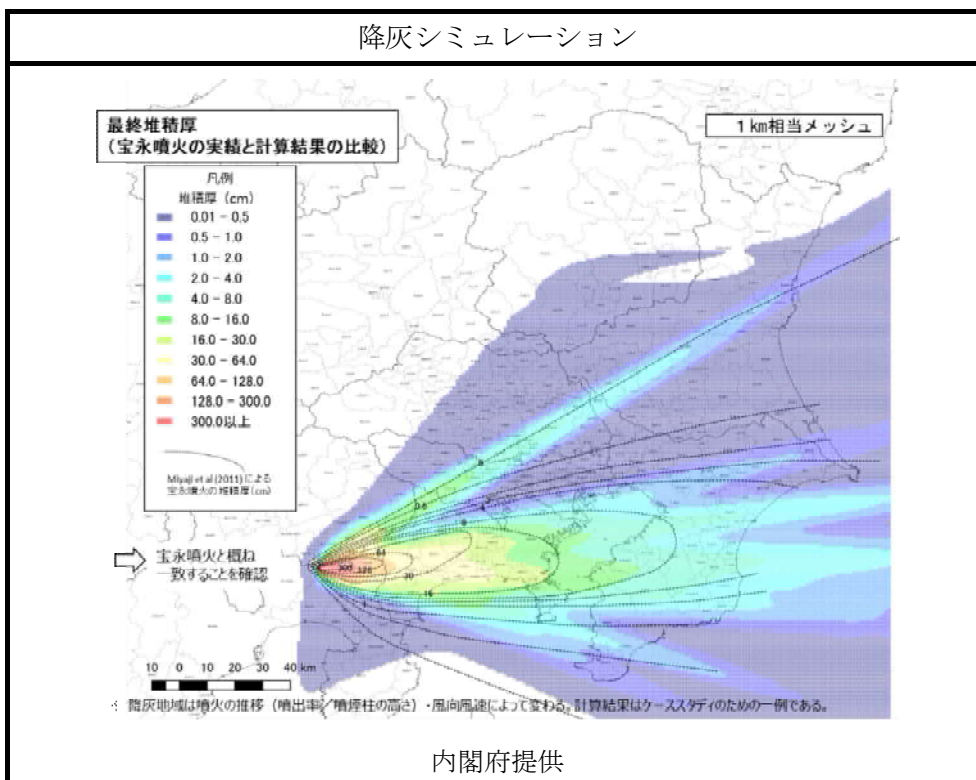 降灰シミュレーション
最終堆積厚
(宝永噴火の実績と計算結果の比較)
1km相当メッシュ
凡例
堆積厚 (cm)
0.01 - 0.5
0.5 - 1.0
1.0 - 2.0
2.0 - 4.0
4.0 - 8.0
8.0 - 16.0
16.0 - 30.0
30.0 - 64.0
64.0 - 128.0
128.0 - 300.0
300.0以上
Miyaji et al (2011)による
宝永噴火の堆積厚(cm)
宝永噴火と概ね
一致することを確認
64
300
128
30
16
10 0 10 20 30 40 km
降灰地域は噴火の推移(噴出率/噴煙柱の高さ)・風向風速によって変わる。計算結果はケーススタディのための一例である。
内閣府提供